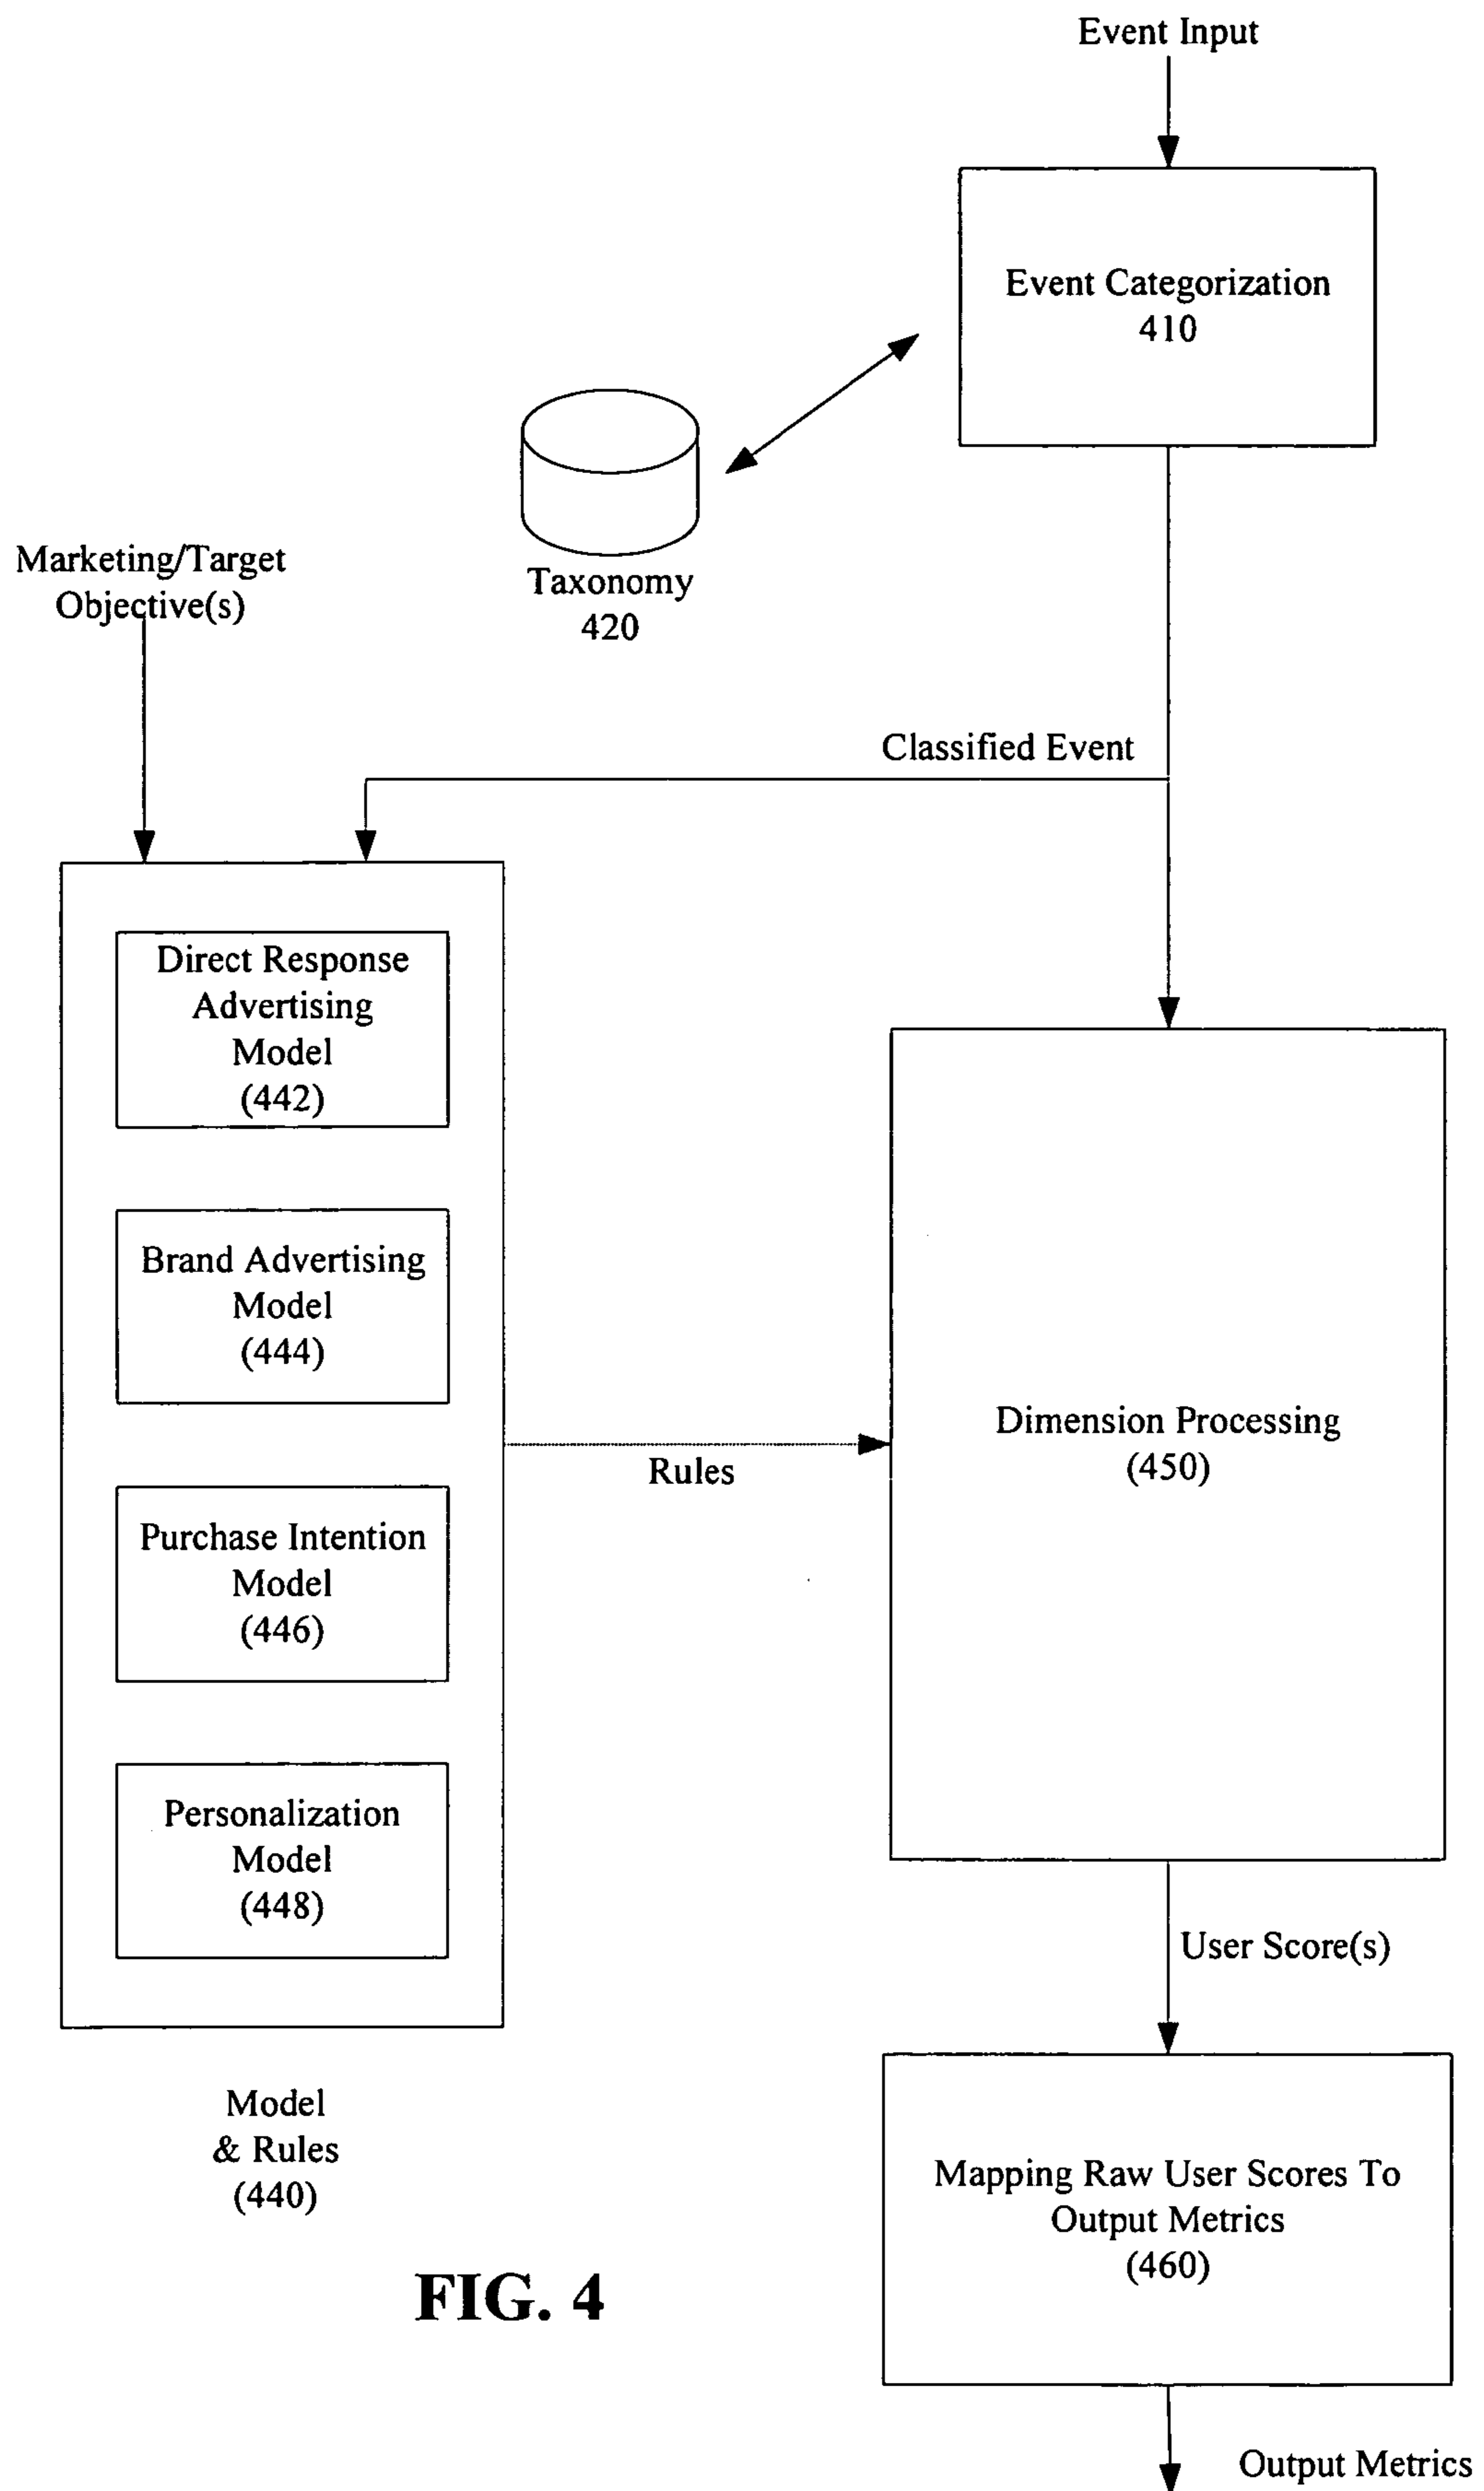 Event Input
Event Categorization
410
Taxonomy
420
Marketing/Target
Objective(s)
Classified Event
Direct Response
Advertising
Model
(442)
Brand Advertising
Model
(444)
Purchase Intention
Model
(446)
Personalization
Model
(448)
Rules
Dimension Processing
(450)
User Score(s)
Model
& Rules
(440)
Mapping Raw User Scores To
Output Metrics
(460)
FIG. 4
Output Metrics